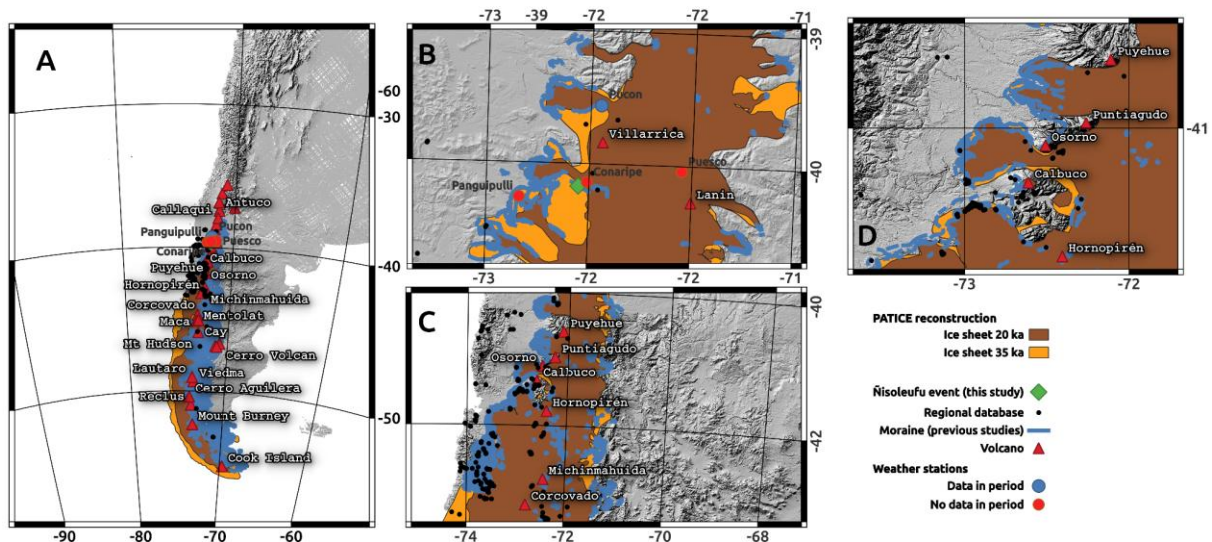 A
-60
-30
Antuco
Callaqui
Pucon
Panguipulli
Puesco
Conaripe
Calbuco
-40
Puyehue
Osorno
Hornopirén
Michinmahuida
Corcovado
Mentolat
Maca
Cay
Mt Hudson
Cerro Volcan
Lautaro
Viedma
Cerro Aguilera
Reclus
-50
Mount Burney
Cook Island
-90
-80
-70
-60
-73
-39
-72
-71
-39
B
Pucon
Villarrica
Puesco
-40
Conaripe
Panguipulli
Lanin
-40
-73
-72
-72
-71
-71
C
-40
Puyehue
Puntiagudo
Osorno
Calbuco
Hornopirén
-42
Michinmahuida
Corcovado
-74
-72
-70
-68
Puyehue
Puntiagudo
-41
Osorno
Calbuco
D
Hornopirén
-73
-72
PATICE reconstruction
Ice sheet 20 ka
Ice sheet 35 ka
Ñisoleufu event (this study)
Regional database
Moraine (previous studies)
Volcano
Weather stations
Data in period
No data in period